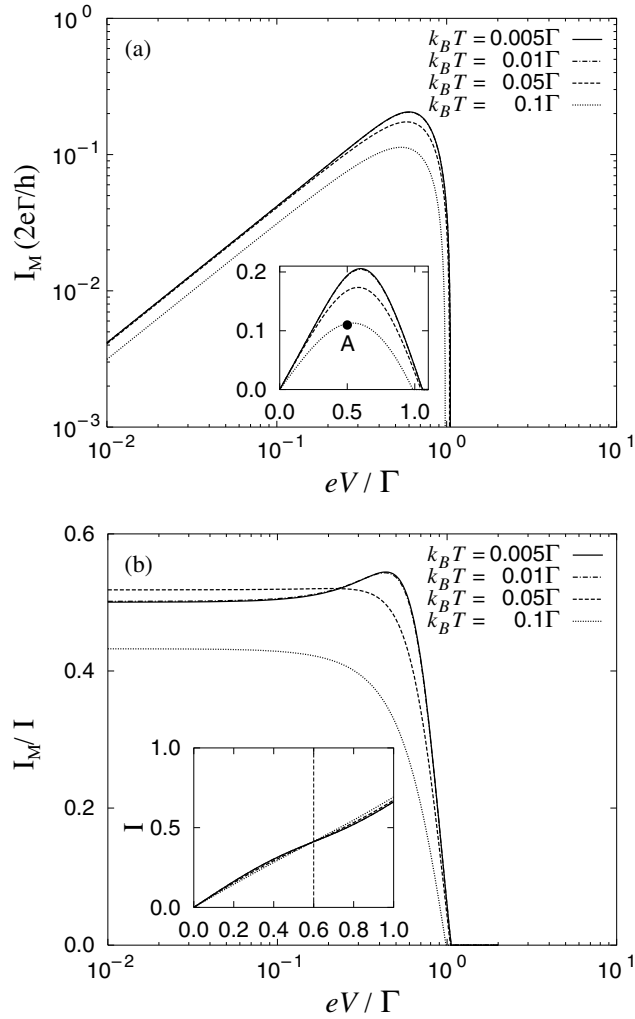 (a)
k_B T = 0.005Γ
k_B T = 0.01Γ
k_B T = 0.05Γ
k_B T = 0.1Γ
10^0
10^-1
10^-2
10^-3
I_M (2eΓ/h)
0.2
0.1
0.0
A
0.0 0.5 1.0
10^-2 10^-1 10^0 10^1
eV / Γ
(b)
k_B T = 0.005Γ
k_B T = 0.01Γ
k_B T = 0.05Γ
k_B T = 0.1Γ
0.6
0.4
0.2
0.0
I_M / I
1.0
0.5
0.0
I
0.0 0.2 0.4 0.6 0.8 1.0
10^-2 10^-1 10^0 10^1
eV / Γ